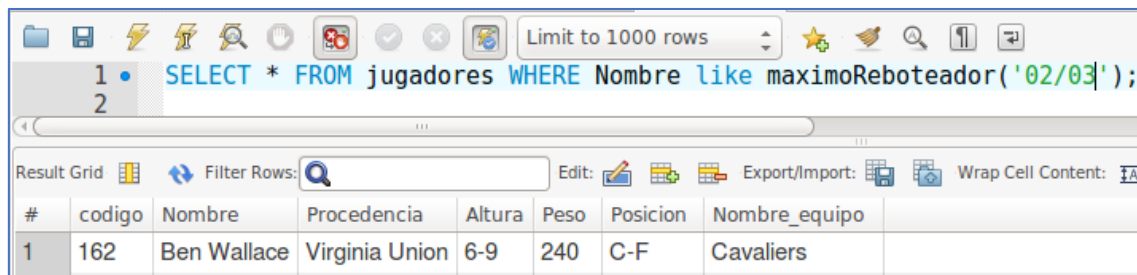 Limit to 1000 rows
1 SELECT * FROM jugadores WHERE Nombre like maximoReboteador('02/03');
2
Result Grid Filter Rows: Edit: Export/Import: Wrap Cell Content:
# codigo Nombre Procedencia Altura Peso Posicion Nombre_equipo
1 162 Ben Wallace Virginia Union 6-9 240 C-F Cavaliers